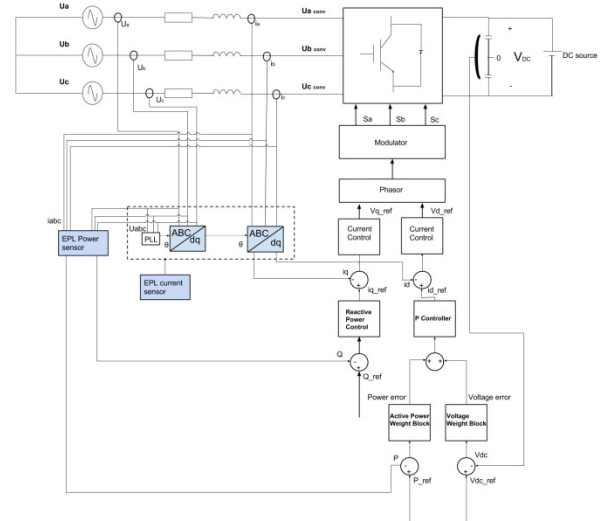 Ua
Ua
Ia
Ua conv
Ub
Ub
Ib
Ub conv
Uc
Uc
Ic
Uc conv
+
0
VDC
-
DC source
Sa
Sb
Sc
Modulator
Phasor
Vq_ref
Vd_ref
Current
Control
Current
Control
iabc
Uabc
EPL Power
sensor
PLL
θ
ABC
dq
θ
ABC
dq
EPL current
sensor
iq
-
+
iq_ref
id
-
+
id_ref
Reactive
Power
Control
P Controller
Q
-
+
Q_ref
+
+
Power error
Voltage error
Active Power
Weight Block
Voltage
Weight Block
P
-
+
P_ref
Vdc
-
+
Vdc_ref